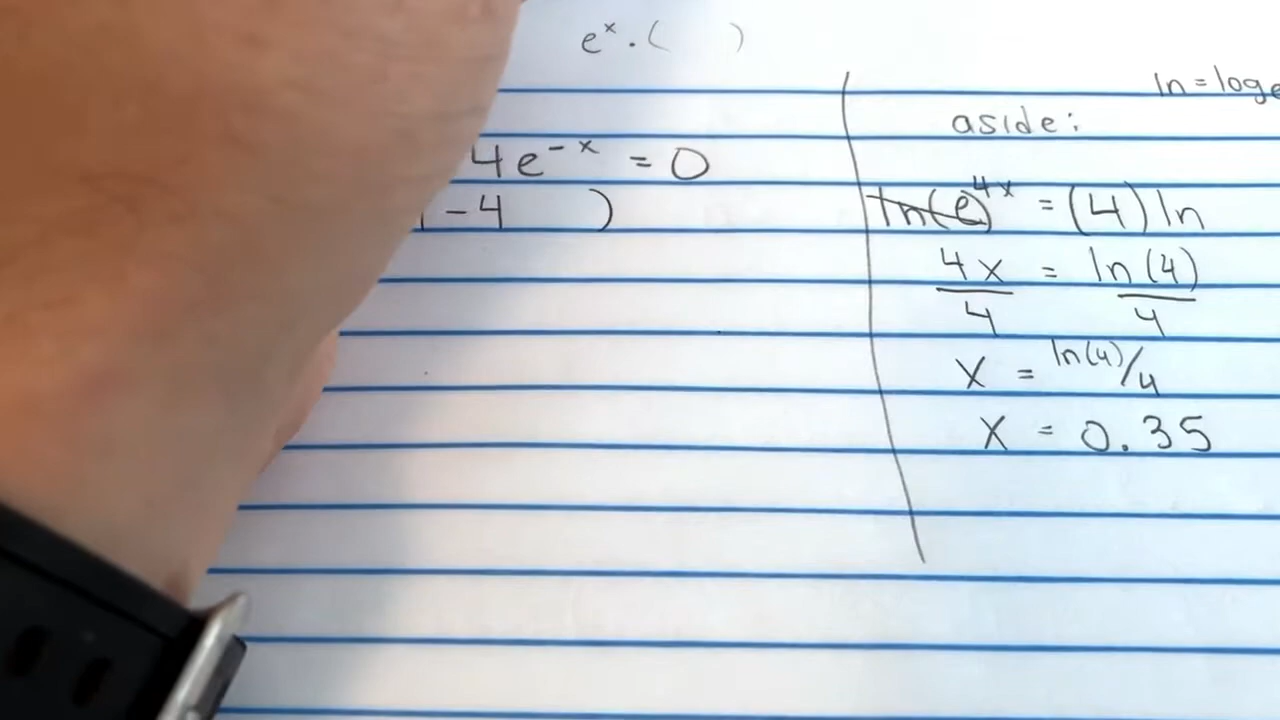 eˣ · ( )
4e⁻ˣ = 0
- 4 )
ln = logₑ
aside:
ln(e)⁴ˣ = (4) ln
4x = ln(4)
4 4
x = ln(4)/4
x = 0.35